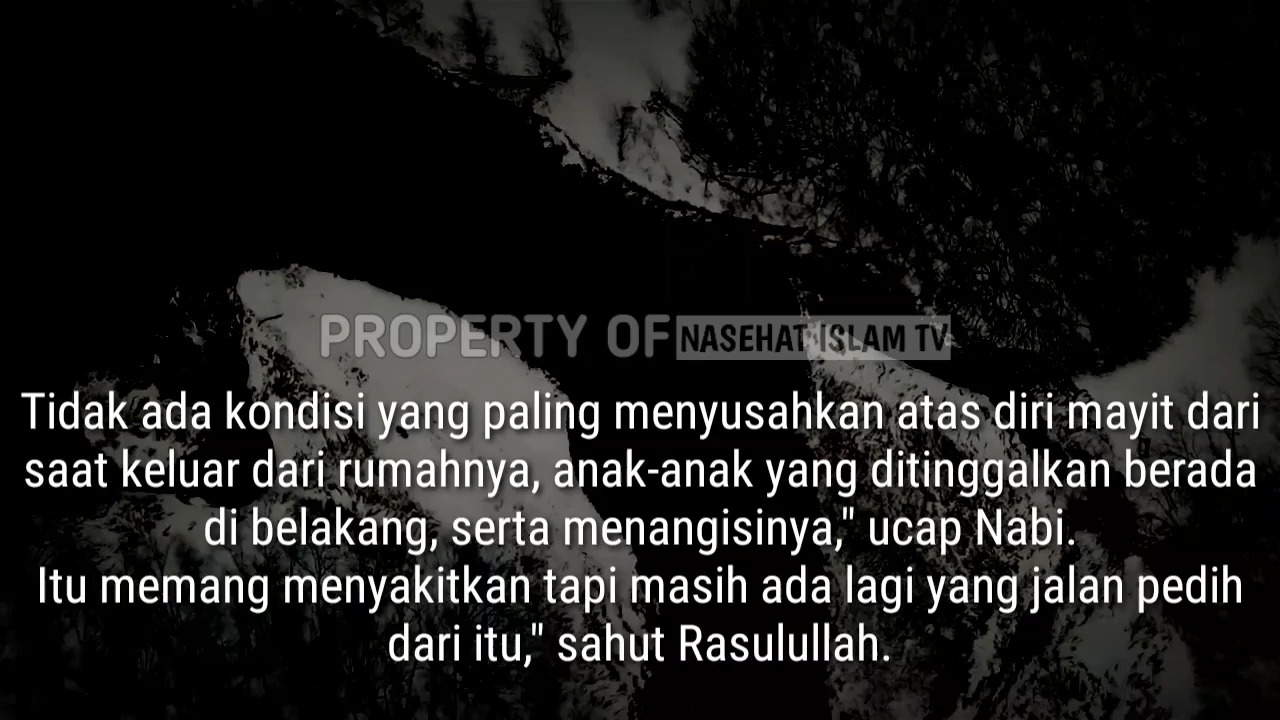 PROPERTY OF NASEHAT ISLAM TV
Tidak ada kondisi yang paling menyusahkan atas diri mayit dari
saat keluar dari rumahnya, anak-anak yang ditinggalkan berada
di belakang, serta menangisinya," ucap Nabi.
Itu memang menyakitkan tapi masih ada lagi yang jalan pedih
dari itu," sahut Rasulullah.